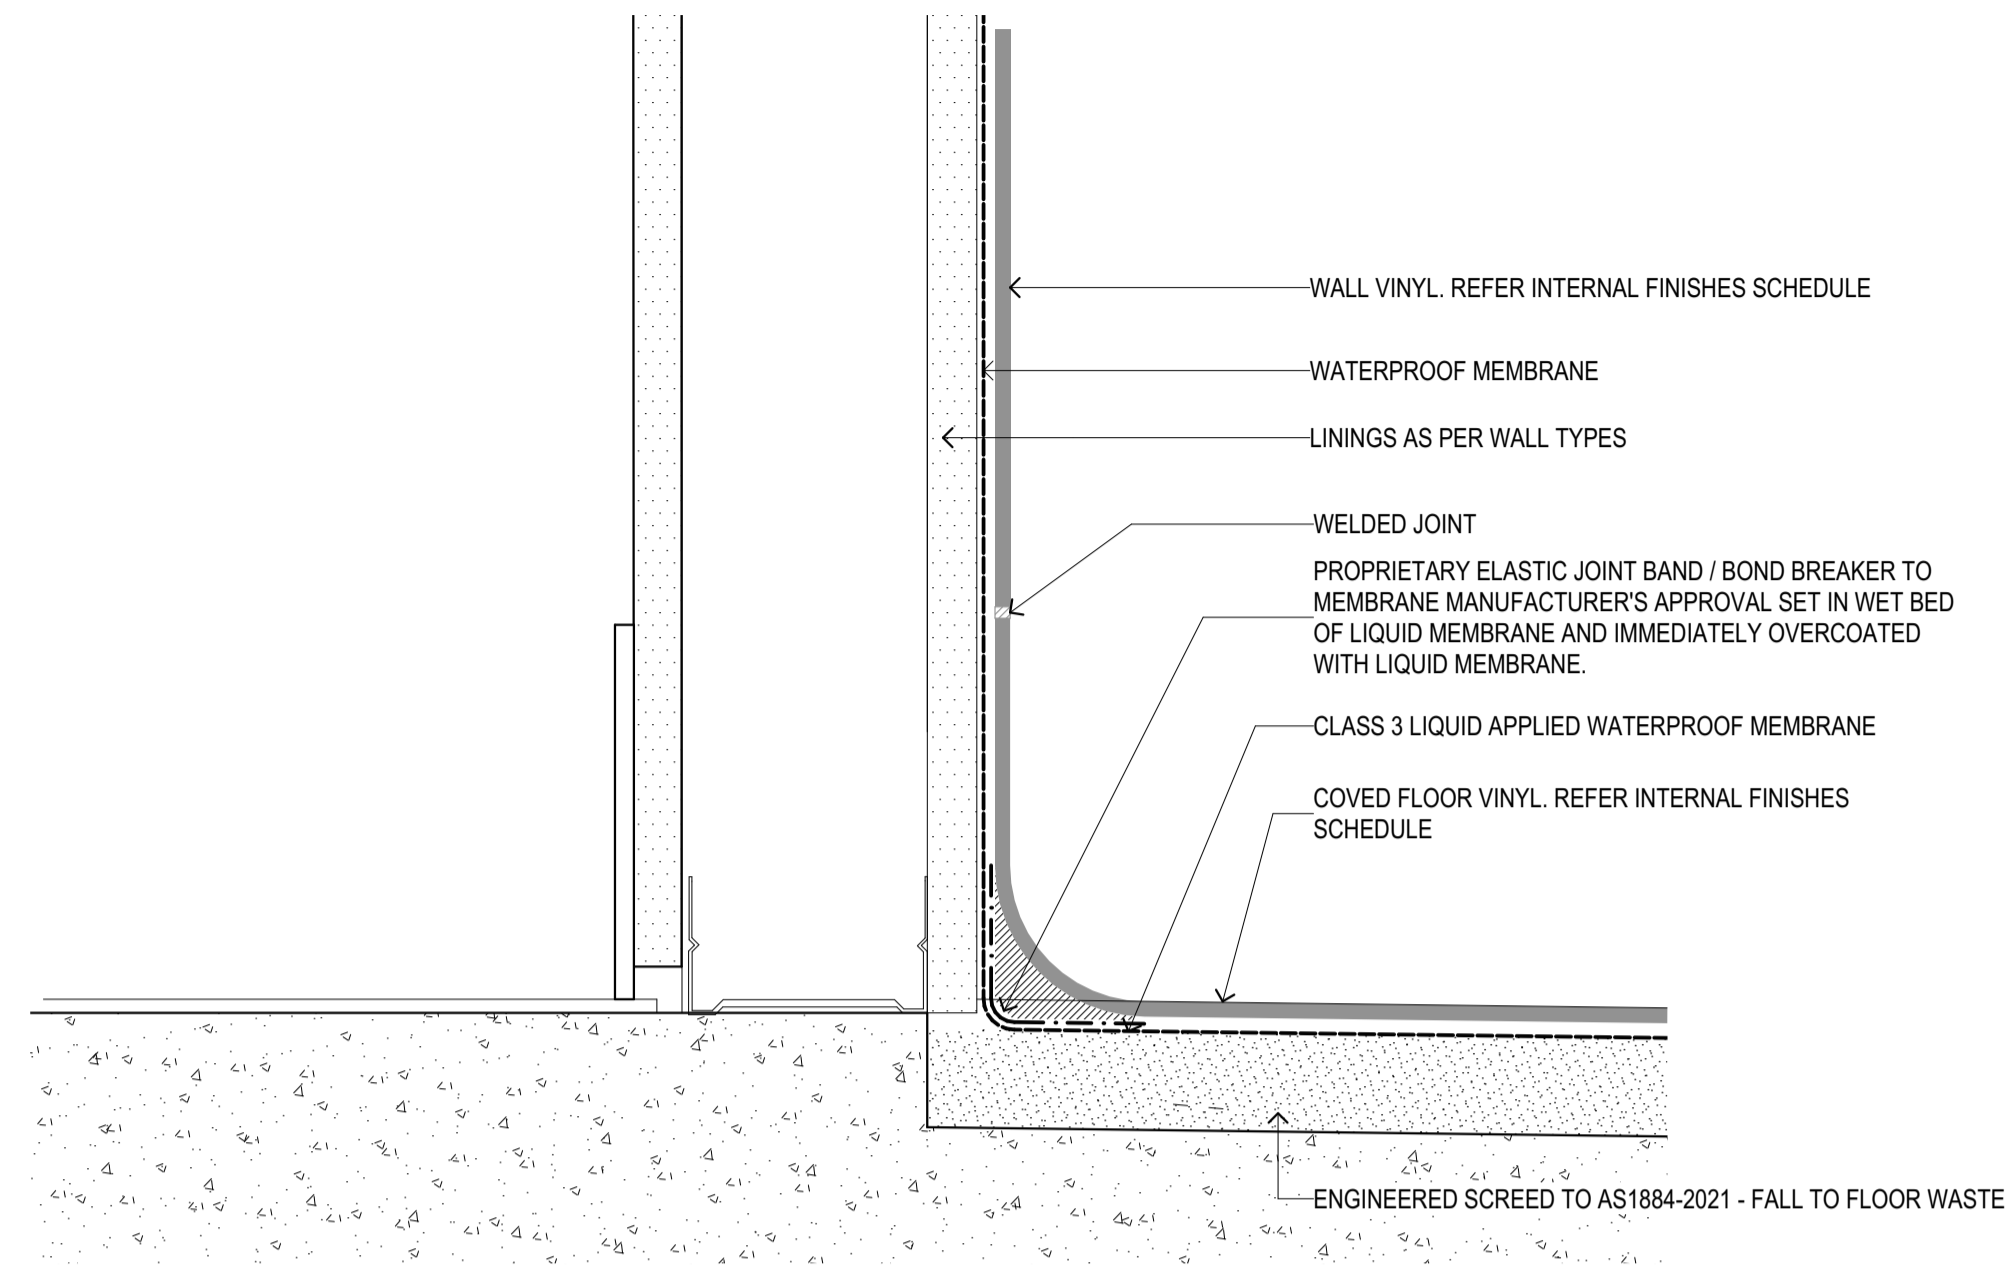 WALL VINYL. REFER INTERNAL FINISHES SCHEDULE
WATERPROOF MEMBRANE
LININGS AS PER WALL TYPES
WELDED JOINT
PROPRIETARY ELASTIC JOINT BAND / BOND BREAKER TO
MEMBRANE MANUFACTURER'S APPROVAL SET IN WET BED
OF LIQUID MEMBRANE AND IMMEDIATELY OVERCOATED
WITH LIQUID MEMBRANE.
CLASS 3 LIQUID APPLIED WATERPROOF MEMBRANE
COVED FLOOR VINYL. REFER INTERNAL FINISHES
SCHEDULE
ENGINEERED SCREED TO AS1884-2021 - FALL TO FLOOR WASTE